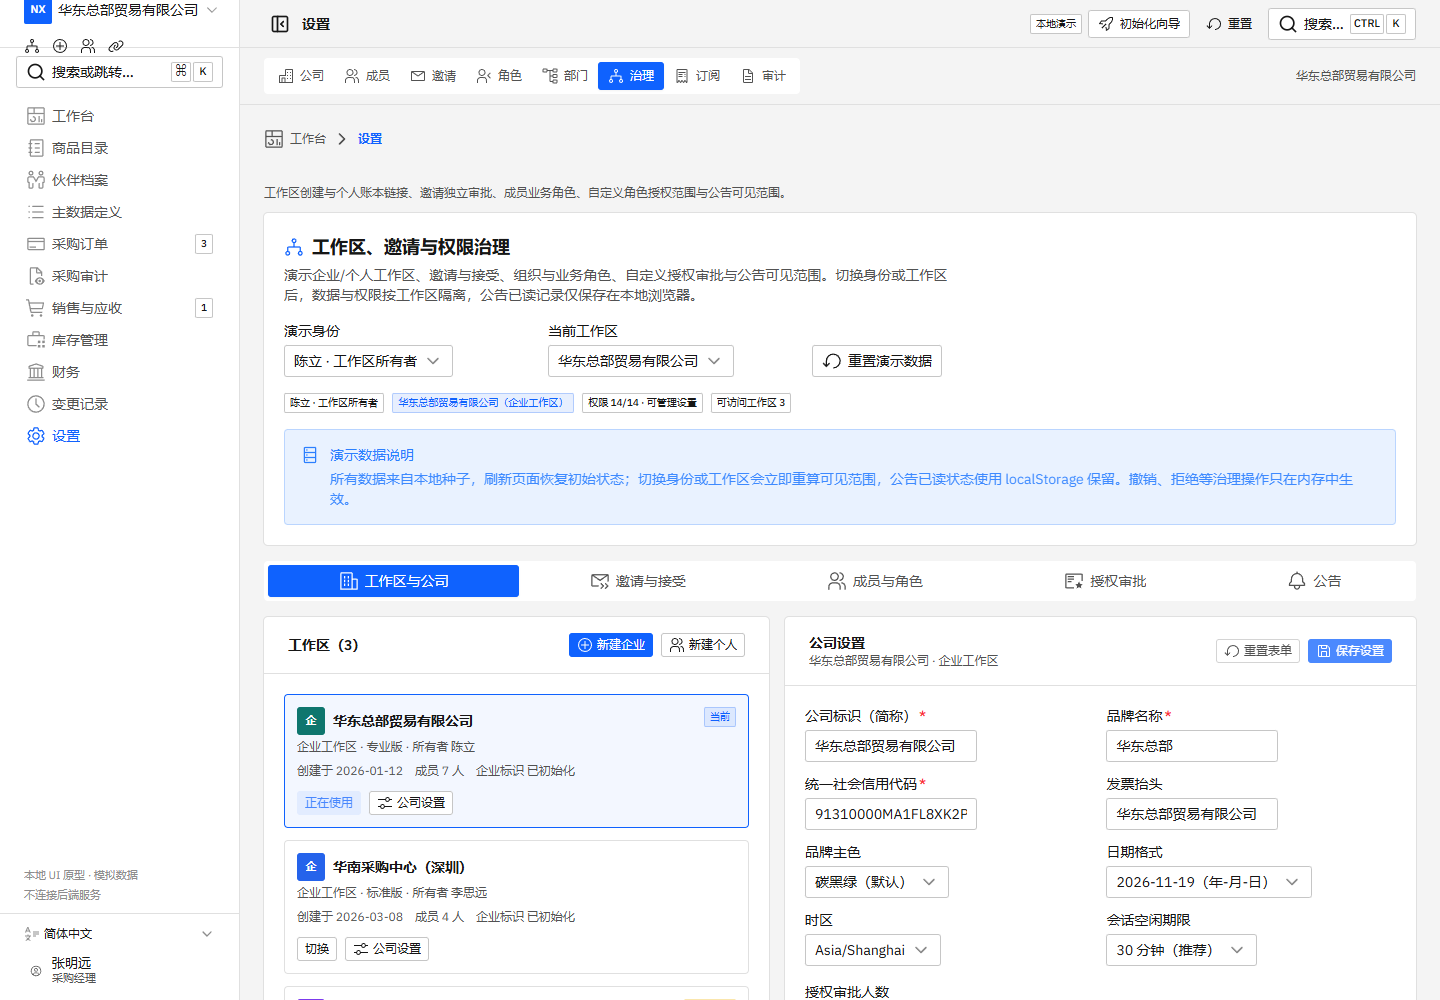 NX 华东总部贸易有限公司
搜索或跳转... ⌘ K
工作台
商品目录
伙伴档案
主数据定义
采购订单 3
采购审计
销售与应收 1
库存管理
财务
变更记录
设置
本地 UI 原型 · 模拟数据
不连接后端服务
简体中文
张明远
采购经理
设置
本地演示 初始化向导 重置 搜索... CTRL K
公司 成员 邀请 角色 部门 治理 订阅 审计
华东总部贸易有限公司
工作台 设置
工作区创建与个人账本链接、邀请独立审批、成员业务角色、自定义角色授权范围与公告可见范围。
工作区、邀请与权限治理
演示企业/个人工作区、邀请与接受、组织与业务角色、自定义授权审批与公告可见范围。切换身份或工作区
后，数据与权限按工作区隔离，公告已读记录仅保存在本地浏览器。
演示身份 当前工作区
陈立 · 工作区所有者 华东总部贸易有限公司 重置演示数据
陈立 · 工作区所有者 华东总部贸易有限公司（企业工作区） 权限 14/14 · 可管理设置 可访问工作区 3
演示数据说明
所有数据来自本地种子，刷新页面恢复初始状态；切换身份或工作区会立即重算可见范围，公告已读状态使用 localStorage 保留。撤销、拒绝等治理操作只在内存中生
效。
工作区与公司 邀请与接受 成员与角色 授权审批 公告
工作区（3） 新建企业 新建个人
企 华东总部贸易有限公司 当前
企业工作区 · 专业版 · 所有者 陈立
创建于 2026-01-12 成员 7 人 企业标识 已初始化
正在使用 公司设置
企 华南采购中心（深圳）
企业工作区 · 标准版 · 所有者 李思远
创建于 2026-03-08 成员 4 人 企业标识 已初始化
切换 公司设置
公司设置
华东总部贸易有限公司 · 企业工作区
重置表单 保存设置
公司标识（简称）* 品牌名称*
华东总部贸易有限公司 华东总部
统一社会信用代码* 发票抬头
91310000MA1FL8XK2P 华东总部贸易有限公司
品牌主色 日期格式
碳黑绿（默认） 2026-11-19（年-月-日）
时区 会话空闲期限
Asia/Shanghai 30 分钟（推荐）
授权审批人数